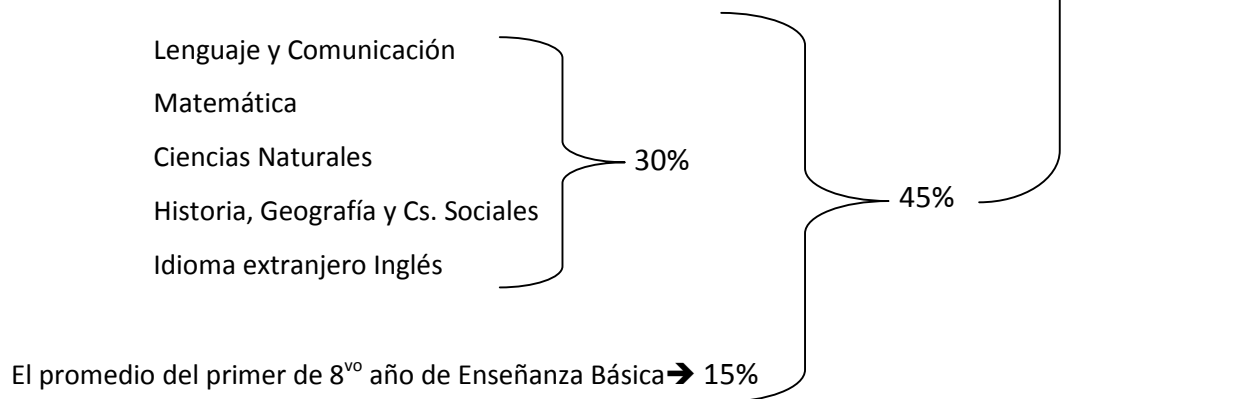 Lenguaje y Comunicación
Matemática
Ciencias Naturales
30%
Historia, Geografía y Cs. Sociales
45%
Idioma extranjero Inglés
El promedio del primer de 8vo año de Enseñanza Básica➔ 15%